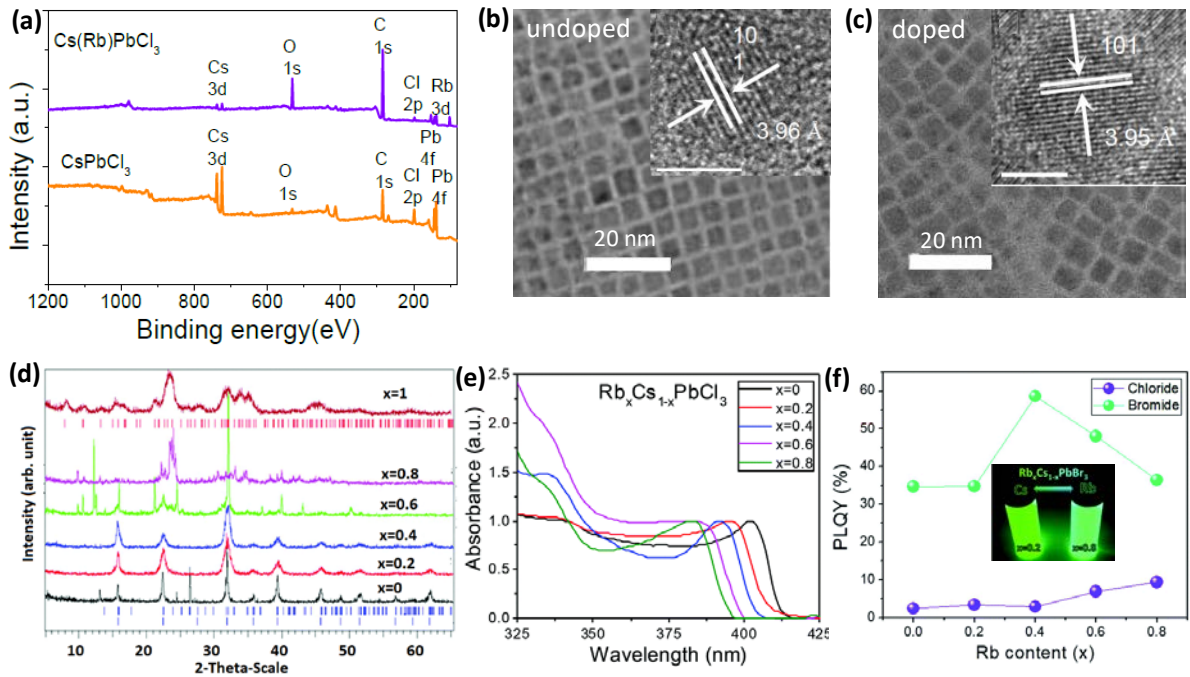 (a)
Cs(Rb)PbCl3
Cs
3d
O
1s
C
1s
Cl
2p
Rb
3d
Pb
4f
CsPbCl3
Cs
3d
O
1s
C
1s
Cl
2p
Pb
4f
Intensity (a.u.)
1200 1000 800 600 400 200
Binding energy(eV)
(b)
undoped
10
1
3.96 Å
20 nm
(c)
doped
101
3.95 Å
20 nm
(d)
x=1
x=0.8
x=0.6
x=0.4
x=0.2
x=0
Intensity (arb. unit)
10 20 30 40 50 60
2-Theta-Scale
(e)
RbxCs1-xPbCl3
x=0
x=0.2
x=0.4
x=0.6
x=0.8
Absorbance (a.u.)
2.5
2.0
1.5
1.0
0.5
0.0
325 350 375 400 425
Wavelength (nm)
(f)
Chloride
Bromide
PLQY (%)
60
50
40
30
20
10
0
RbxCs1-xPbBr3
Cs Rb
x=0.2 x=0.8
0.0 0.2 0.4 0.6 0.8
Rb content (x)